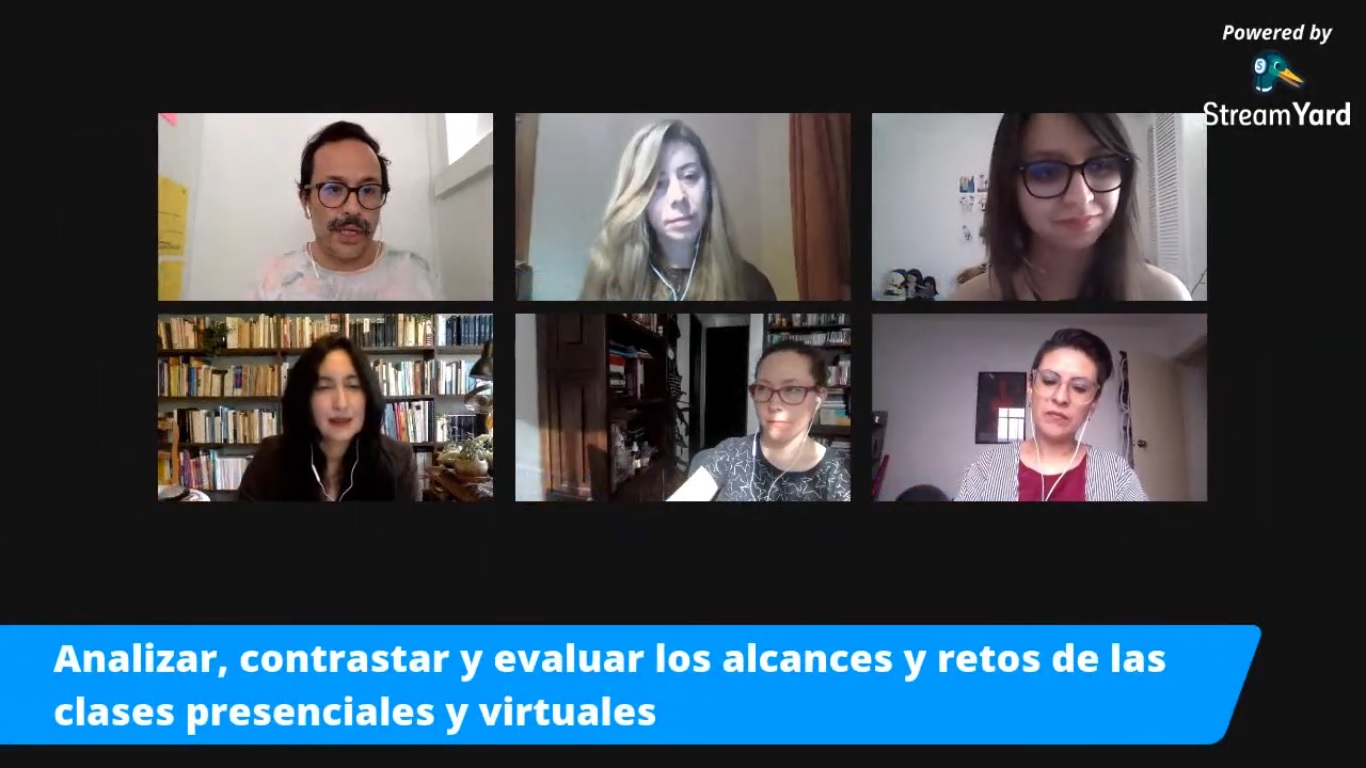 Powered by
StreamYard
Analizar, contrastar y evaluar los alcances y retos de las
clases presenciales y virtuales